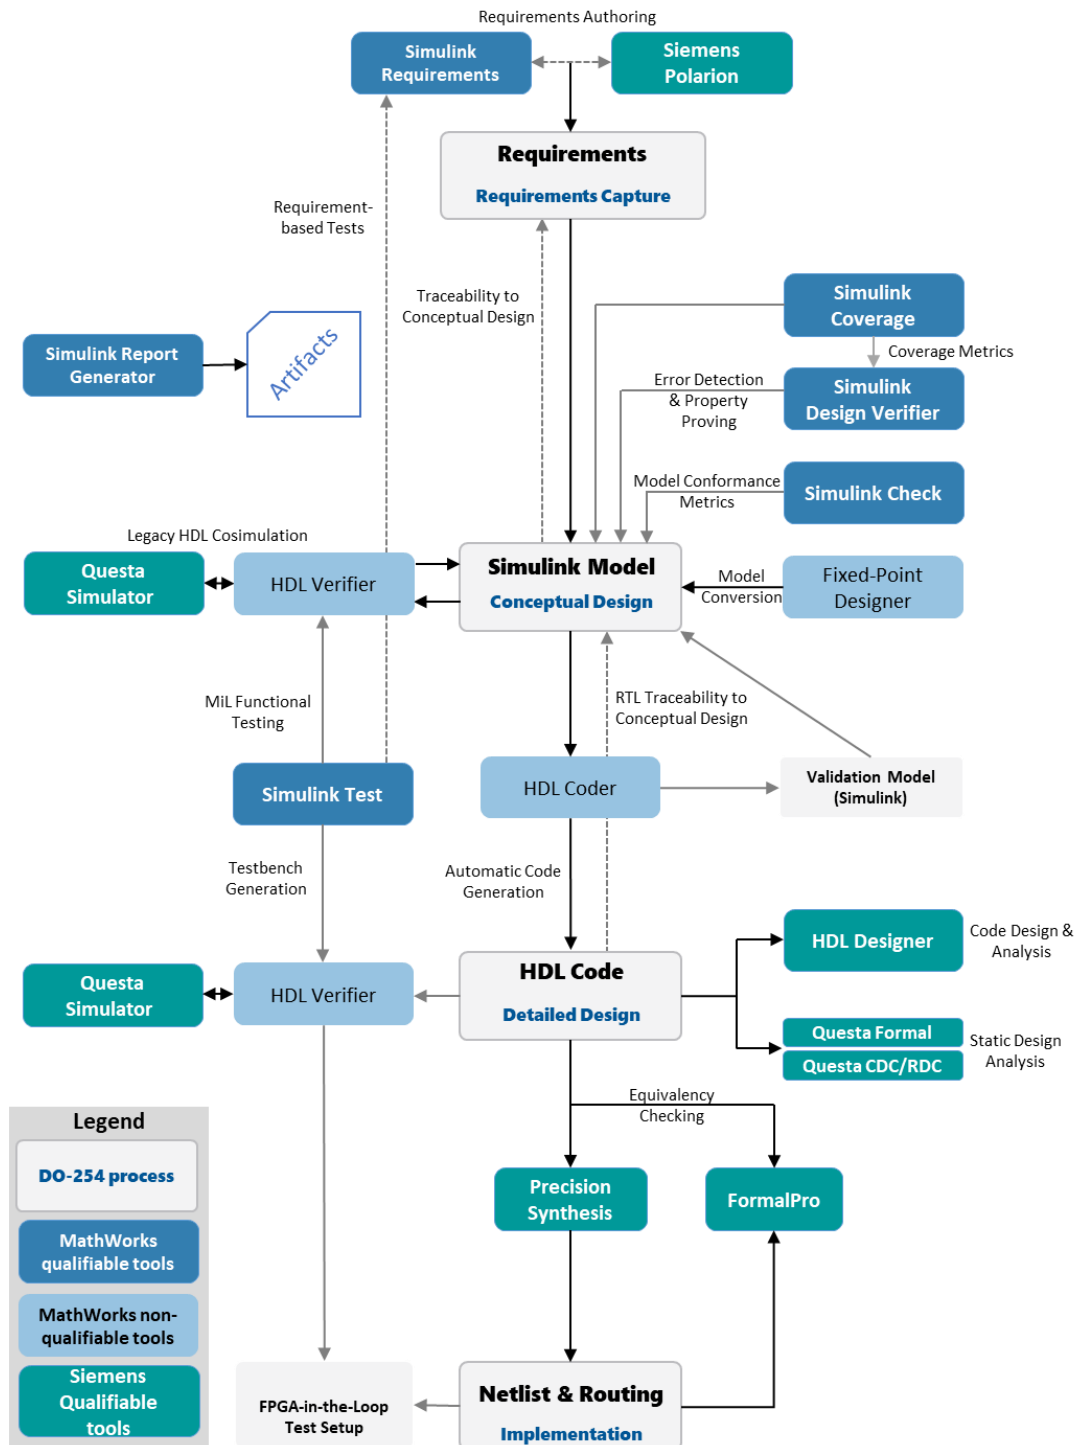 Requirements Authoring
Simulink
Requirements
Siemens
Polarion
Requirements
Requirements Capture
Requirement-
based Tests
Traceability to
Conceptual Design
Simulink
Coverage
Coverage Metrics
Simulink Report
Generator
Artifacts
Error Detection
& Property
Proving
Simulink
Design Verifier
Model Conformance
Metrics
Simulink Check
Legacy HDL Cosimulation
Questa
Simulator
HDL Verifier
Simulink Model
Conceptual Design
Model
Conversion
Fixed-Point
Designer
MiL Functional
Testing
RTL Traceability to
Conceptual Design
Simulink Test
HDL Coder
Validation Model
(Simulink)
Testbench
Generation
Automatic Code
Generation
HDL Designer
Code Design &
Analysis
Questa
Simulator
HDL Verifier
HDL Code
Detailed Design
Questa Formal
Questa CDC/RDC
Static Design
Analysis
Equivalency
Checking
Legend
DO-254 process
MathWorks
qualifiable tools
MathWorks non-
qualifiable tools
Siemens
Qualifiable
tools
Precision
Synthesis
FormalPro
FPGA-in-the-Loop
Test Setup
Netlist & Routing
Implementation